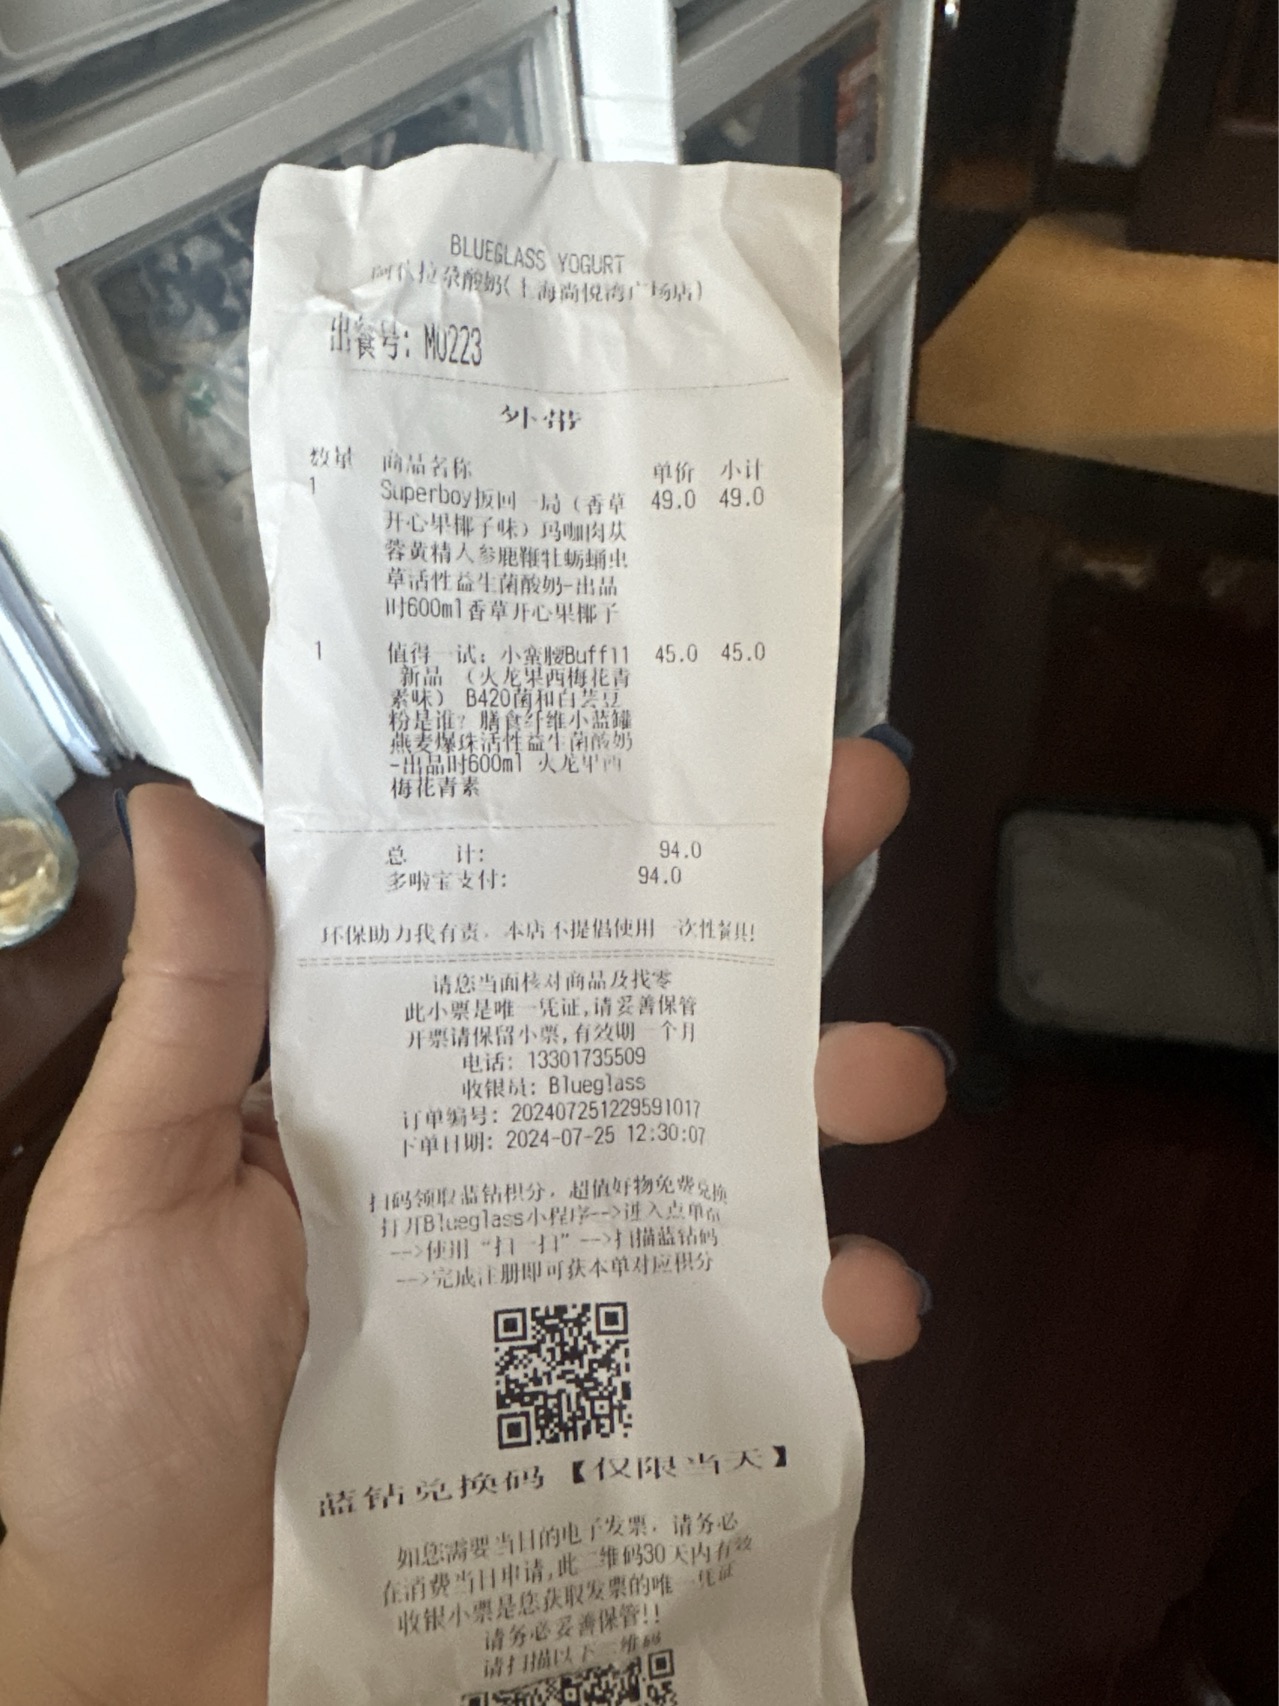 BLUEGLASS YOGURT
阿秋拉尕酸奶(上海尚悦湾广场店)
出餐号: M0223
外带
数量 商品名称 单价 小计
1 Superboy扳回一局（香草 49.0 49.0
开心果椰子味）玛咖肉苁
蓉黄精人参鹿鞭牡蛎蛹虫
草活性益生菌酸奶-出品
时600ml香草开心果椰子
1 值得一试：小蛮腰Buff11 45.0 45.0
新品 （火龙果西梅花青
素味） B420菌和白芸豆
粉是谁？膳食纤维小蓝罐
燕麦爆珠活性益生菌酸奶
-出品时600ml 火龙果西
梅花青素
总 计: 94.0
多啦宝支付: 94.0
环保助力我有责，本店不提倡使用一次性餐具!
请您当面核对商品及找零
此小票是唯一凭证,请妥善保管
开票请保留小票,有效期一个月
电话: 13301735509
收银员: Blueglass
订单编号: 202407251229591017
下单日期: 2024-07-25 12:30:07
扫码领取蓝钻积分，超值好物免费兑换
打开Blueglass小程序-->进入点单页
-->使用“扫一扫”-->扫描蓝钻码
-->完成注册即可获本单对应积分
蓝钻兑换码【仅限当天】
如您需要当日的电子发票，请务必
在消费当日申请,此二维码30天内有效
收银小票是您获取发票的唯一凭证
请务必妥善保管!!
请扫描以下二维码